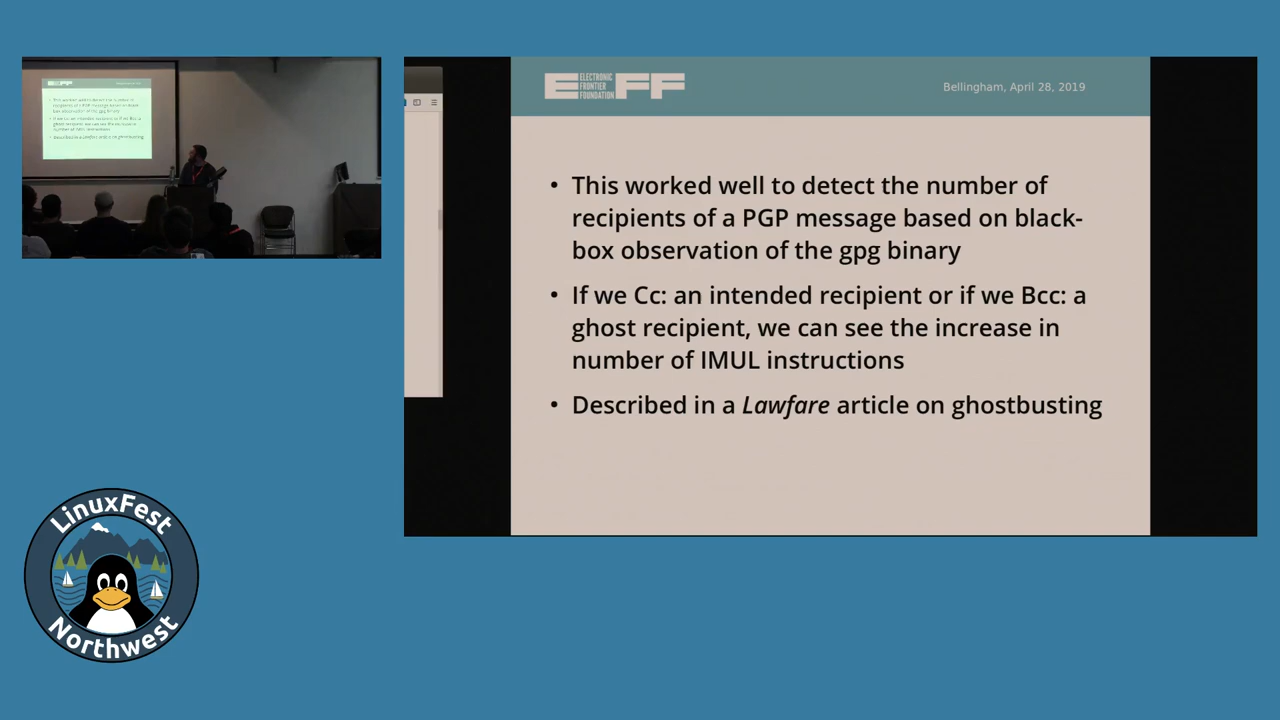 ELECTRONIC
FRONTIER
FOUNDATION
EFF
Bellingham, April 28, 2019
• This worked well to detect the number of
recipients of a PGP message based on black-
box observation of the gpg binary
• If we Cc: an intended recipient or if we Bcc: a
ghost recipient, we can see the increase in
number of IMUL instructions
• Described in a Lawfare article on ghostbusting
LinuxFest
Northwest